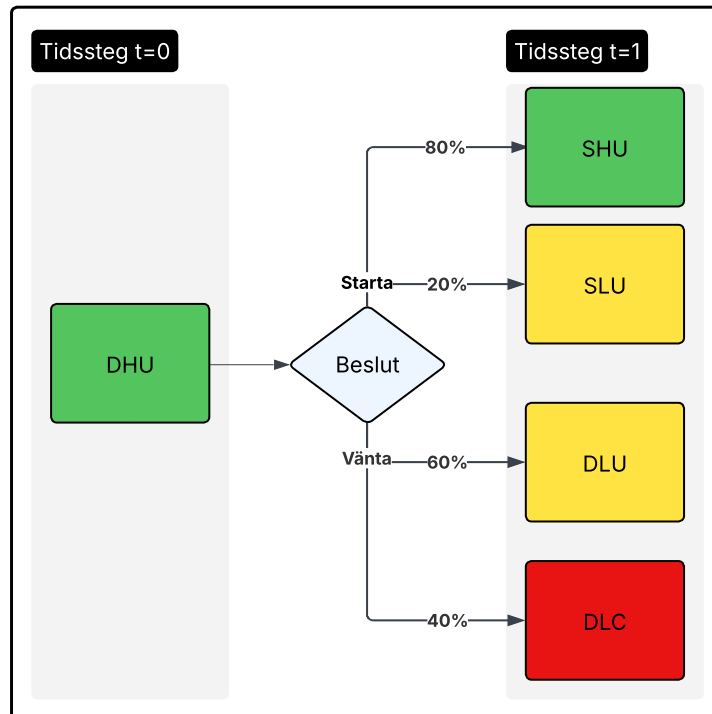 Tidssteg t=0
Tidssteg t=1
80%
SHU
Starta
20%
SLU
DHU
Beslut
Vänta
60%
DLU
40%
DLC